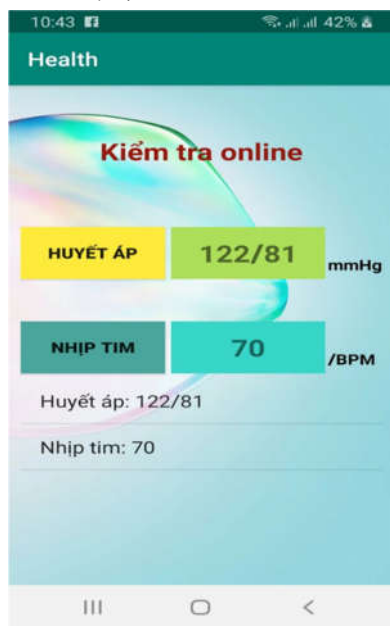 10:43 42%
Health
Kiểm tra online
HUYẾT ÁP 122/81 mmHg
NHỊP TIM 70 /BPM
Huyết áp: 122/81
Nhịp tim: 70